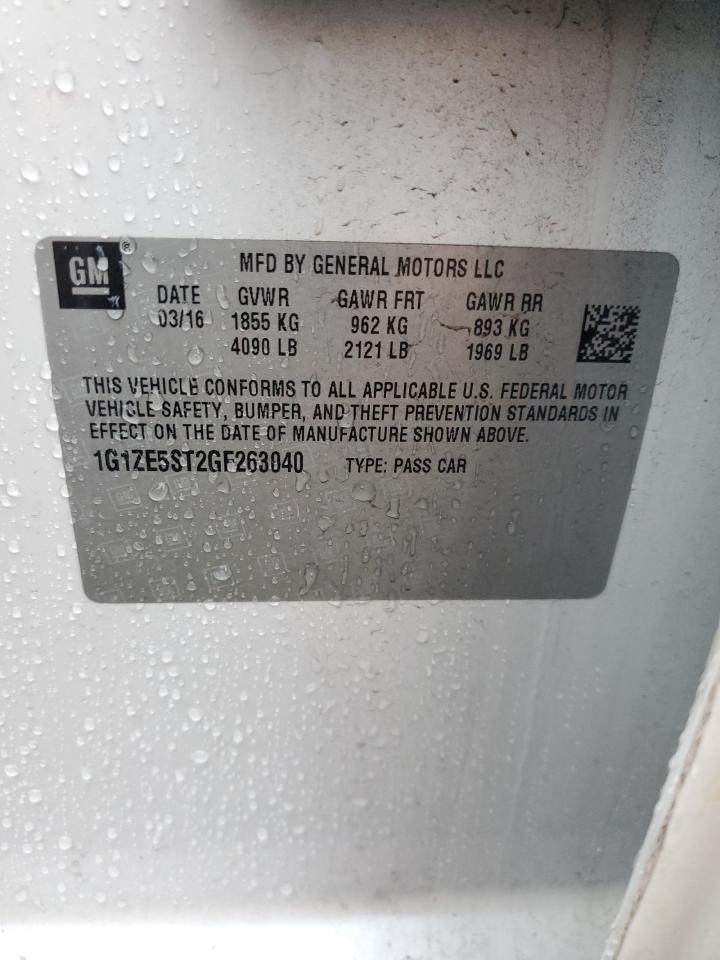 GM ® MFD BY GENERAL MOTORS LLC
DATE GVWR GAWR FRT GAWR RR
03/16 1855 KG 962 KG 893 KG
4090 LB 2121 LB 1969 LB
THIS VEHICLE CONFORMS TO ALL APPLICABLE U.S. FEDERAL MOTOR
VEHICLE SAFETY, BUMPER, AND THEFT PREVENTION STANDARDS IN
EFFECT ON THE DATE OF MANUFACTURE SHOWN ABOVE.
1G1ZE5ST2GF263040 TYPE: PASS CAR